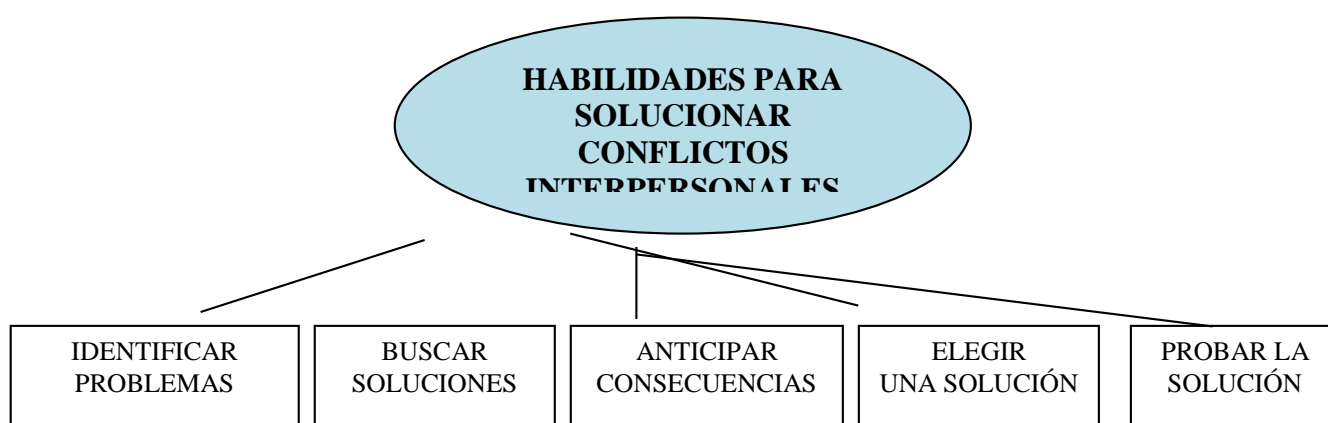 HABILIDADES PARA
SOLUCIONAR
CONFLICTOS
INTERPERSONALES
IDENTIFICAR
PROBLEMAS
BUSCAR
SOLUCIONES
ANTICIPAR
CONSECUENCIAS
ELEGIR
UNA SOLUCIÓN
PROBAR LA
SOLUCIÓN